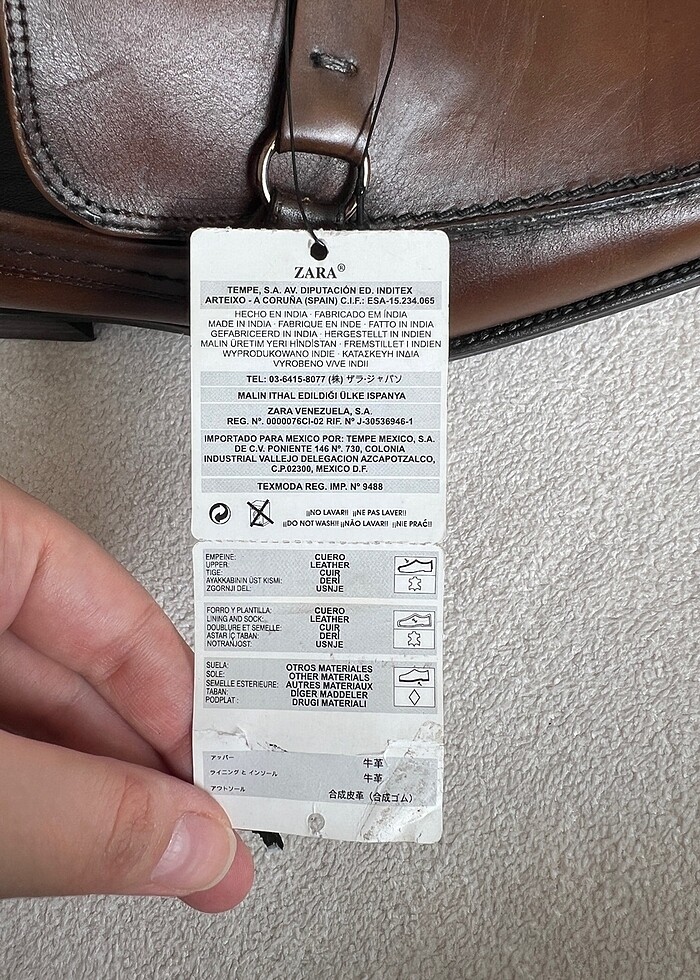 ZARA®
TEMPE, S.A. AV. DIPUTACIÓN ED. INDITEX
ARTEIXO - A CORUÑA (SPAIN) C.I.F.: ESA-15.234.065
HECHO EN INDIA · FABRICADO EM ÍNDIA
MADE IN INDIA · FABRIQUE EN INDE · FATTO IN INDIA
GEFABRICEERD IN INDIA · HERGESTELLT IN INDIEN
MALIN ÜRETIM YERI HİNDİSTAN · FREMSTILLET I INDIEN
WYPRODUKOWANO INDIE · ΚΑΤΑΣΚΕΥΗ ΙΝΔΙΑ
VYROBENO V/VE INDII
TEL: 03-6415-8077 (株) ザラ·ジャパン
MALIN ITHAL EDILDIĞI ÜLKE ISPANYA
ZARA VENEZUELA, S.A.
REG. Nº. 0000076CI-02 RIF. Nº J-30536946-1
IMPORTADO PARA MEXICO POR: TEMPE MEXICO, S.A.
DE C.V. PONIENTE 146 Nº. 730, COLONIA
INDUSTRIAL VALLEJO DELEGACION AZCAPOTZALCO,
C.P.02300, MEXICO D.F.
TEXMODA REG. IMP. Nº 9488
¡¡NO LAVAR!! ¡¡NE PAS LAVER!!
¡¡DO NOT WASH!! ¡¡NÃO LAVAR!! ¡¡NIE PRAĆ!!
EMPEINE: CUERO
UPPER: LEATHER
TIGE: CUIR
AYAKKABININ ÜST KISMI: DERİ
ZGORNJI DEL: USNJE
FORRO Y PLANTILLA: CUERO
LINING AND SOCK: LEATHER
DOUBLURE ET SEMELLE: CUIR
ASTAR İÇ TABAN: DERİ
NOTRANJOST: USNJE
SUELA: OTROS MATERIALES
SOLE: OTHER MATERIALS
SEMELLE ESTERIEURE: AUTRES MATERIAUX
TABAN: DİGER MADDELER
PODPLAT: DRUGI MATERIALI
アッパー 牛革
ライニング と インソール 牛革
アウトソール 合成皮革（合成ゴム）